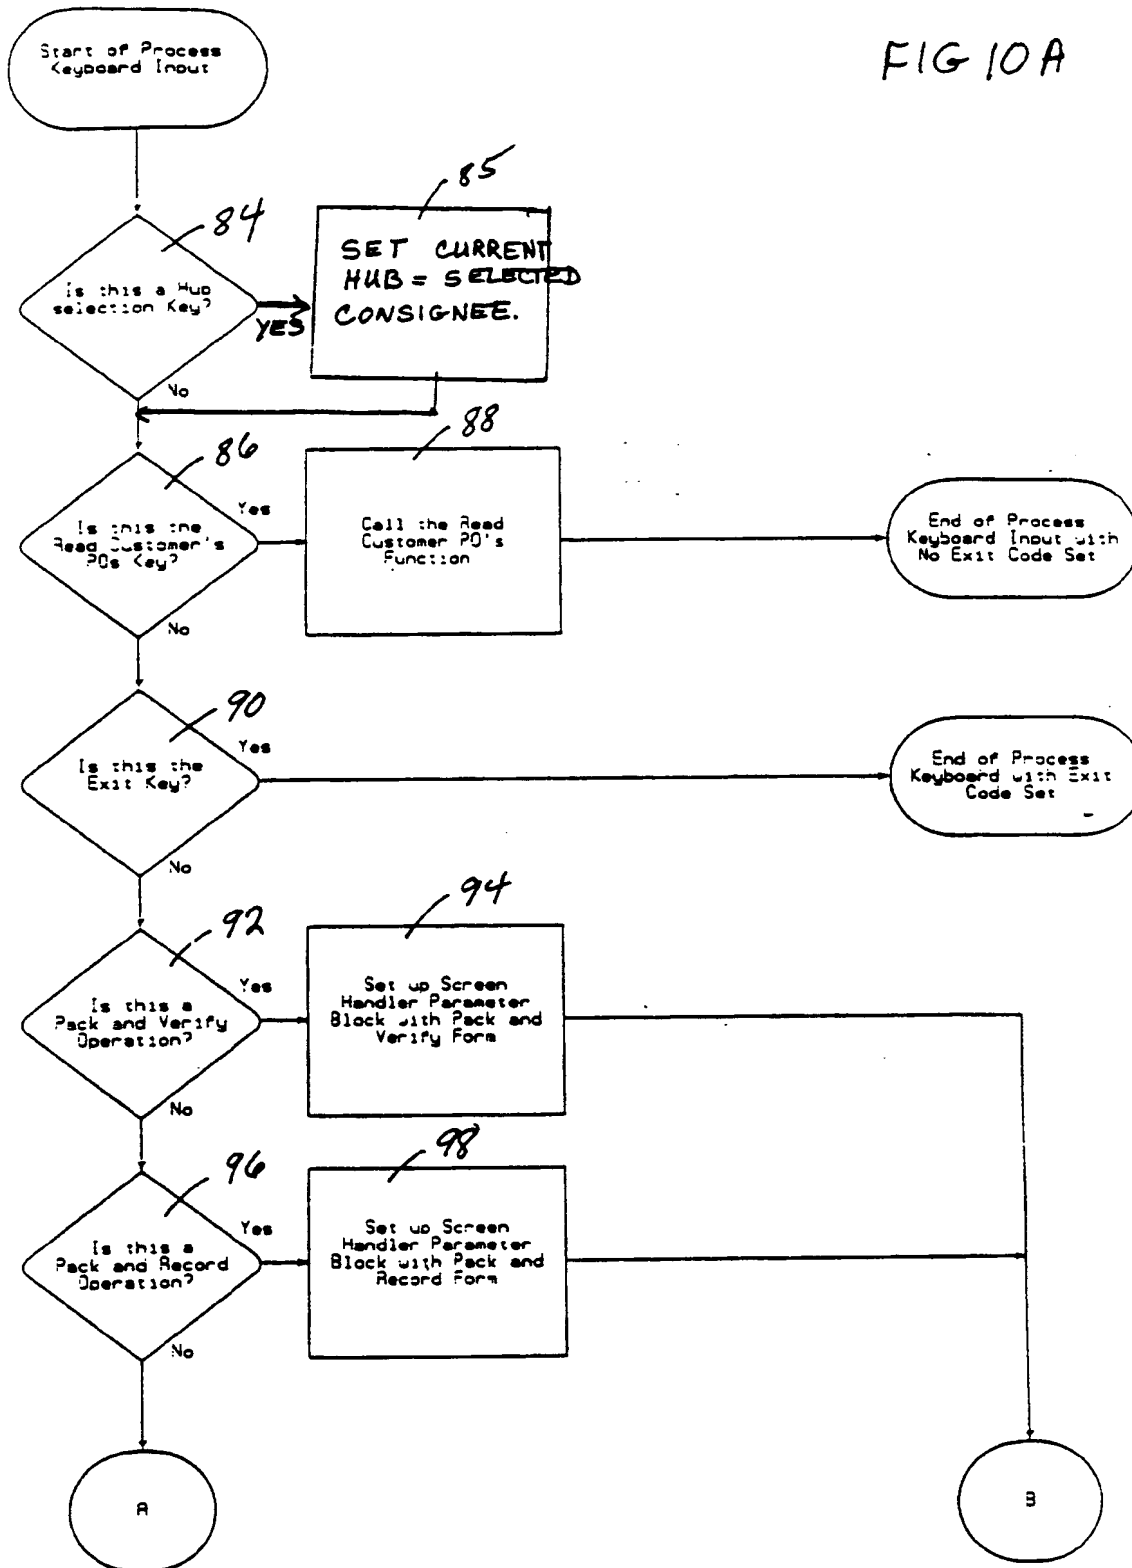 FIG 10A
Start of Process
Keyboard Input
84
Is this a Hub
selection Key?
YES
No
85
SET CURRENT
HUB = SELECTED
CONSIGNEE.
86
Is this the
Read Customer's
POs Key?
Yes
No
88
Call the Read
Customer PO's
Function
End of Process
Keyboard Input with
No Exit Code Set
90
Is this the
Exit Key?
Yes
No
End of Process
Keyboard with Exit
Code Set
92
Is this a
Pack and Verify
Operation?
Yes
No
94
Set up Screen
Handler Parameter
Block with Pack and
Verify Form
96
Is this a
Pack and Record
Operation?
Yes
No
98
Set up Screen
Handler Parameter
Block with Pack and
Record Form
A
B